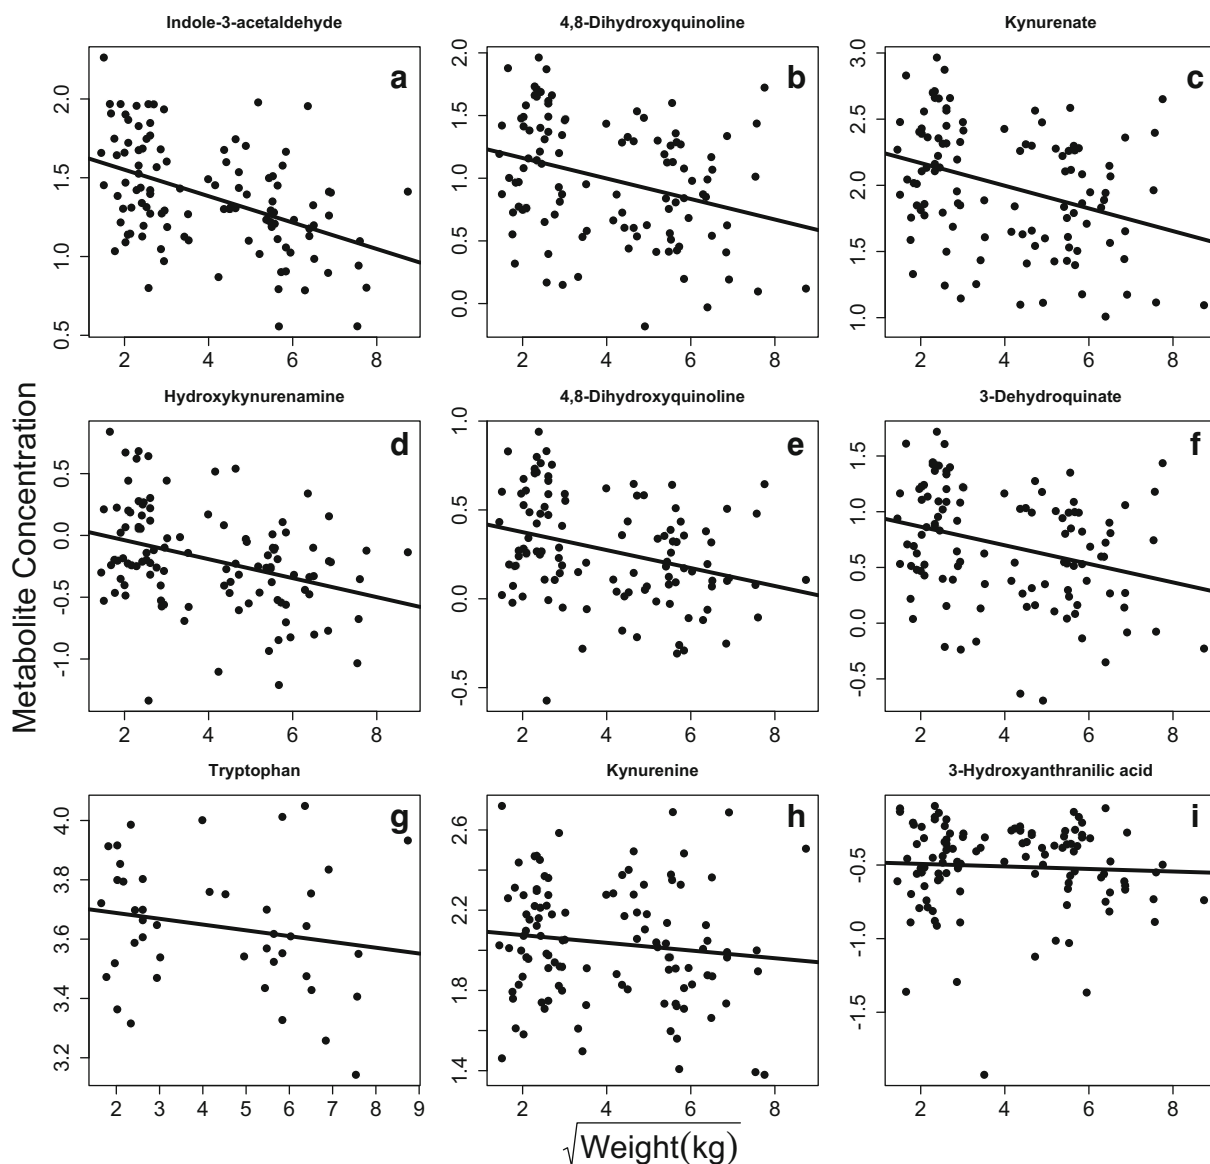 Indole-3-acetaldehyde
4,8-Dihydroxyquinoline
Kynurenate
a
b
c
0.5 1.0 1.5 2.0
0.0 0.5 1.0 1.5 2.0
1.0 1.5 2.0 2.5 3.0
2 4 6 8
2 4 6 8
2 4 6 8
Hydroxykynurenamine
4,8-Dihydroxyquinoline
3-Dehydroquinate
d
e
f
-1.0 -0.5 0.0 0.5
-0.5 0.0 0.5 1.0
-0.5 0.0 0.5 1.0 1.5
2 4 6 8
2 4 6 8
2 4 6 8
Metabolite Concentration
Tryptophan
Kynurenine
3-Hydroxyanthranilic acid
g
h
i
3.2 3.4 3.6 3.8 4.0
1.4 1.8 2.2 2.6
-1.5 -1.0 -0.5
2 3 4 5 6 7 8 9
2 4 6 8
2 4 6 8
√Weight(kg)